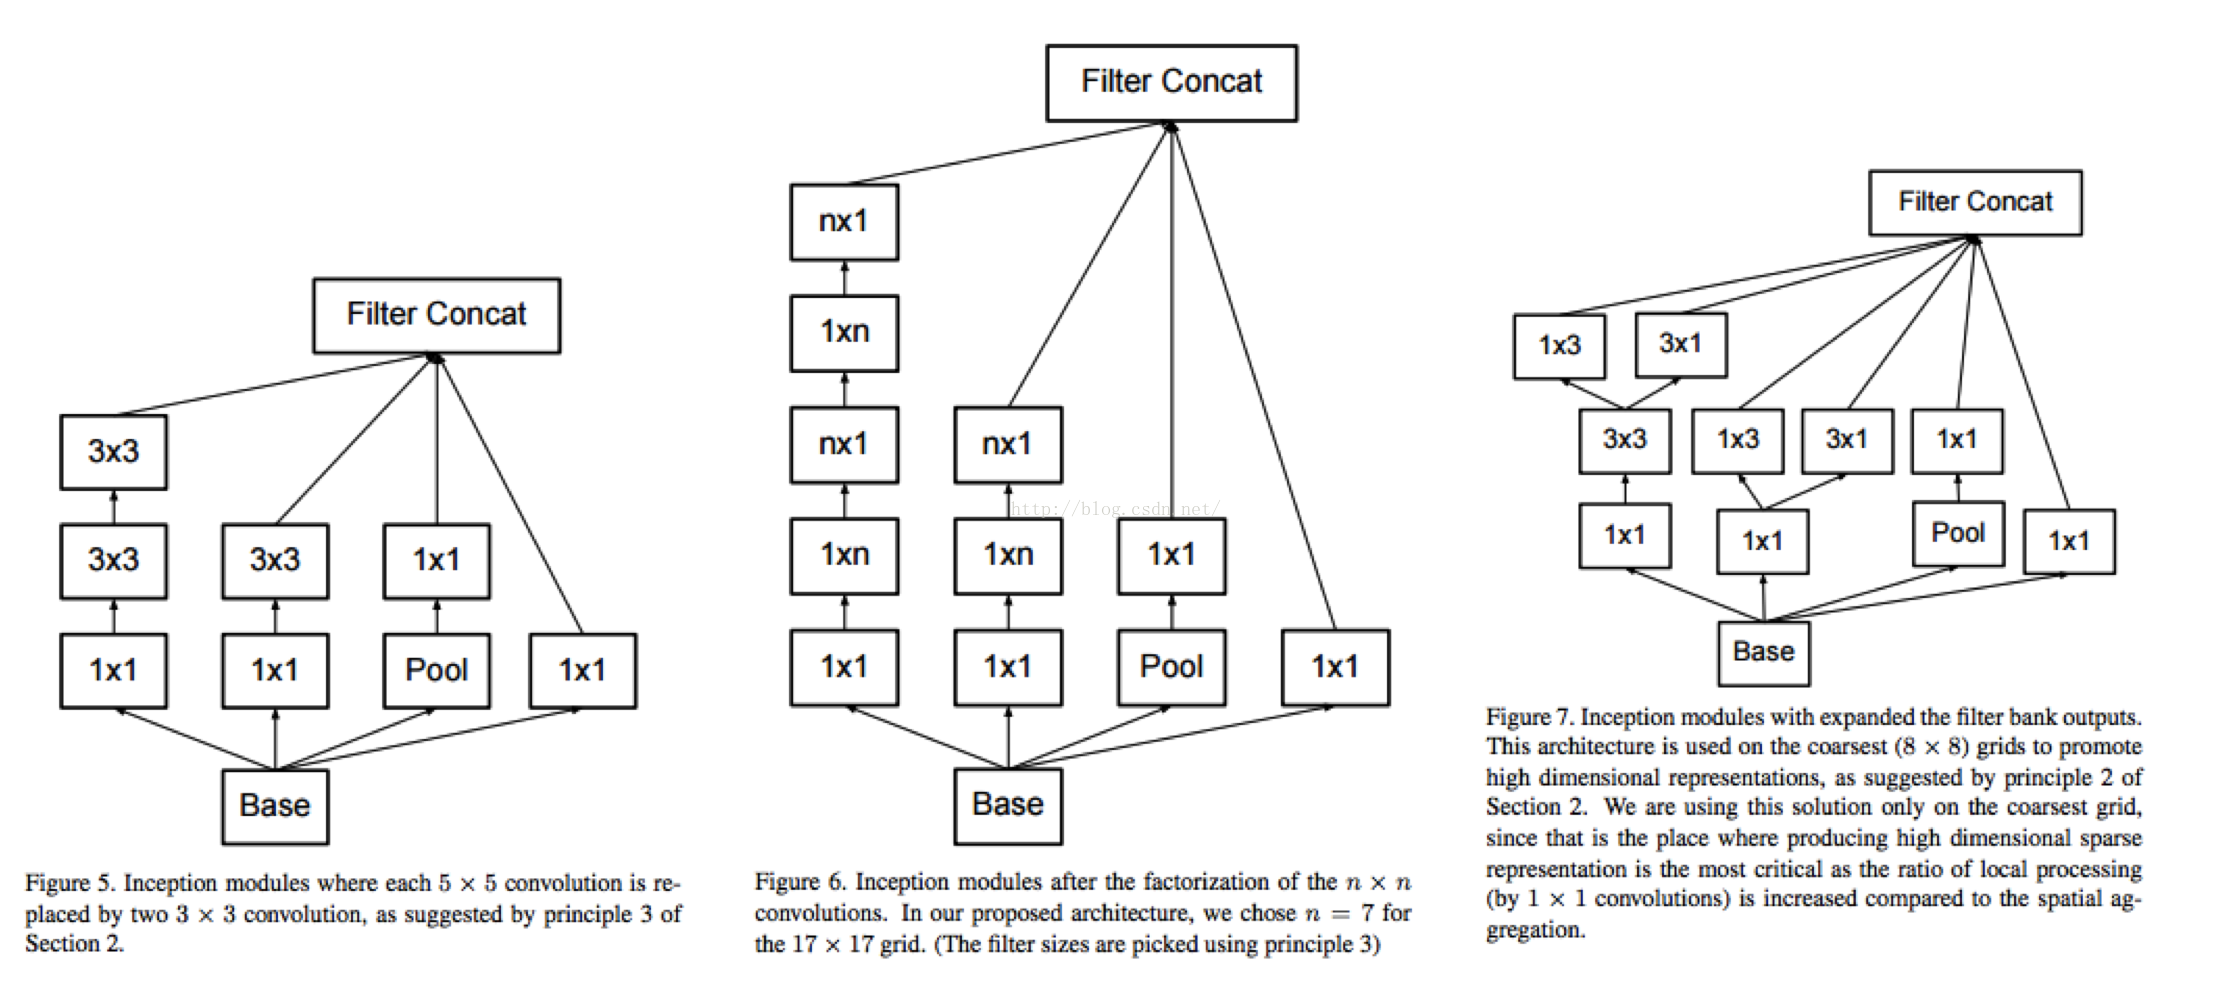 Filter Concat
3x3
3x3
3x3
1x1
1x1
1x1
Pool
1x1
Base
Figure 5. Inception modules where each 5 × 5 convolution is re-
placed by two 3 × 3 convolution, as suggested by principle 3 of
Section 2.
Filter Concat
nx1
1xn
nx1
nx1
http://blog.csdn.net/
1xn
1xn
1x1
1x1
1x1
Pool
1x1
Base
Figure 6. Inception modules after the factorization of the n × n
convolutions. In our proposed architecture, we chose n = 7 for
the 17 × 17 grid. (The filter sizes are picked using principle 3)
Filter Concat
1x3
3x1
3x3
1x3
3x1
1x1
1x1
1x1
Pool
1x1
Base
Figure 7. Inception modules with expanded the filter bank outputs.
This architecture is used on the coarsest (8 × 8) grids to promote
high dimensional representations, as suggested by principle 2 of
Section 2. We are using this solution only on the coarsest grid,
since that is the place where producing high dimensional sparse
representation is the most critical as the ratio of local processing
(by 1 × 1 convolutions) is increased compared to the spatial ag-
gregation.